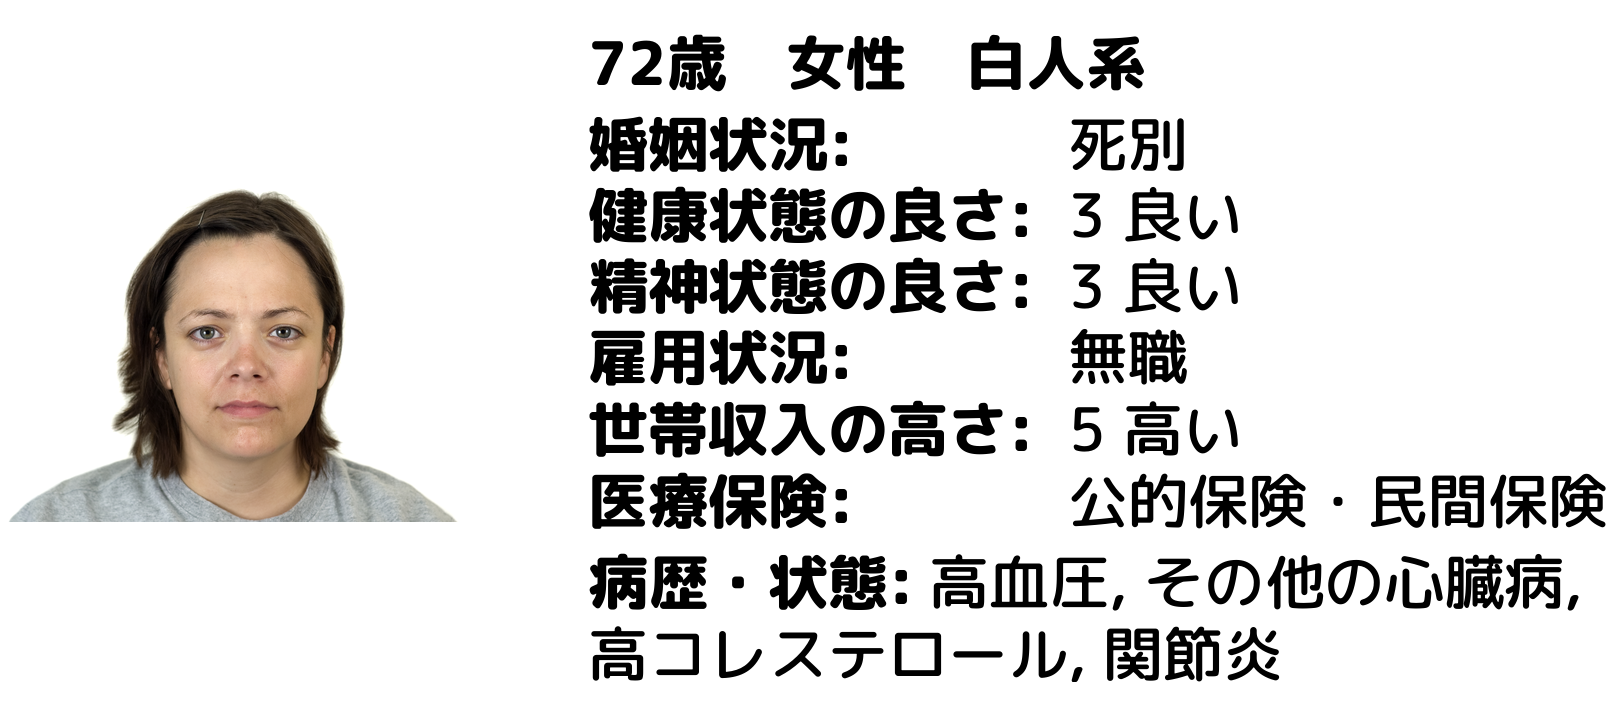 72歳　女性　白人系
婚姻状況: 死別
健康状態の良さ: 3 良い
精神状態の良さ: 3 良い
雇用状況: 無職
世帯収入の高さ: 5 高い
医療保険: 公的保険・民間保険
病歴・状態: 高血圧, その他の心臓病,
高コレステロール, 関節炎